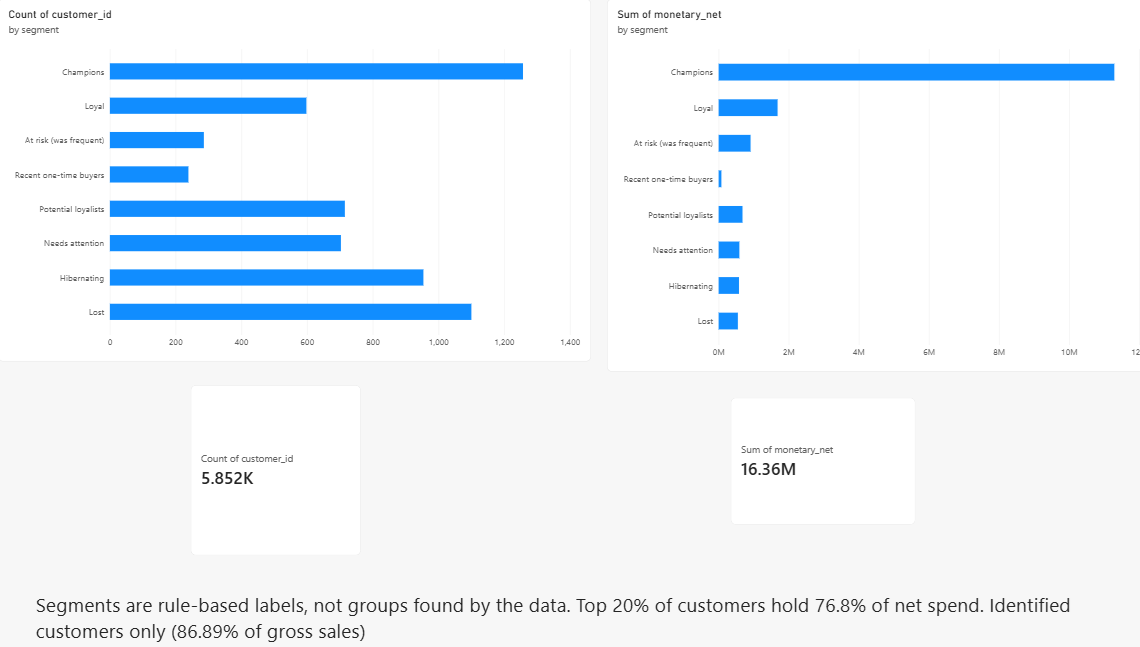 Count of customer_id
by segment
Champions
Loyal
At risk (was frequent)
Recent one-time buyers
Potential loyalists
Needs attention
Hibernating
Lost
0 200 400 600 800 1,000 1,200 1,400
Sum of monetary_net
by segment
Champions
Loyal
At risk (was frequent)
Recent one-time buyers
Potential loyalists
Needs attention
Hibernating
Lost
0M 2M 4M 6M 8M 10M 12
Count of customer_id
5.852K
Sum of monetary_net
16.36M
Segments are rule-based labels, not groups found by the data. Top 20% of customers hold 76.8% of net spend. Identified
customers only (86.89% of gross sales)